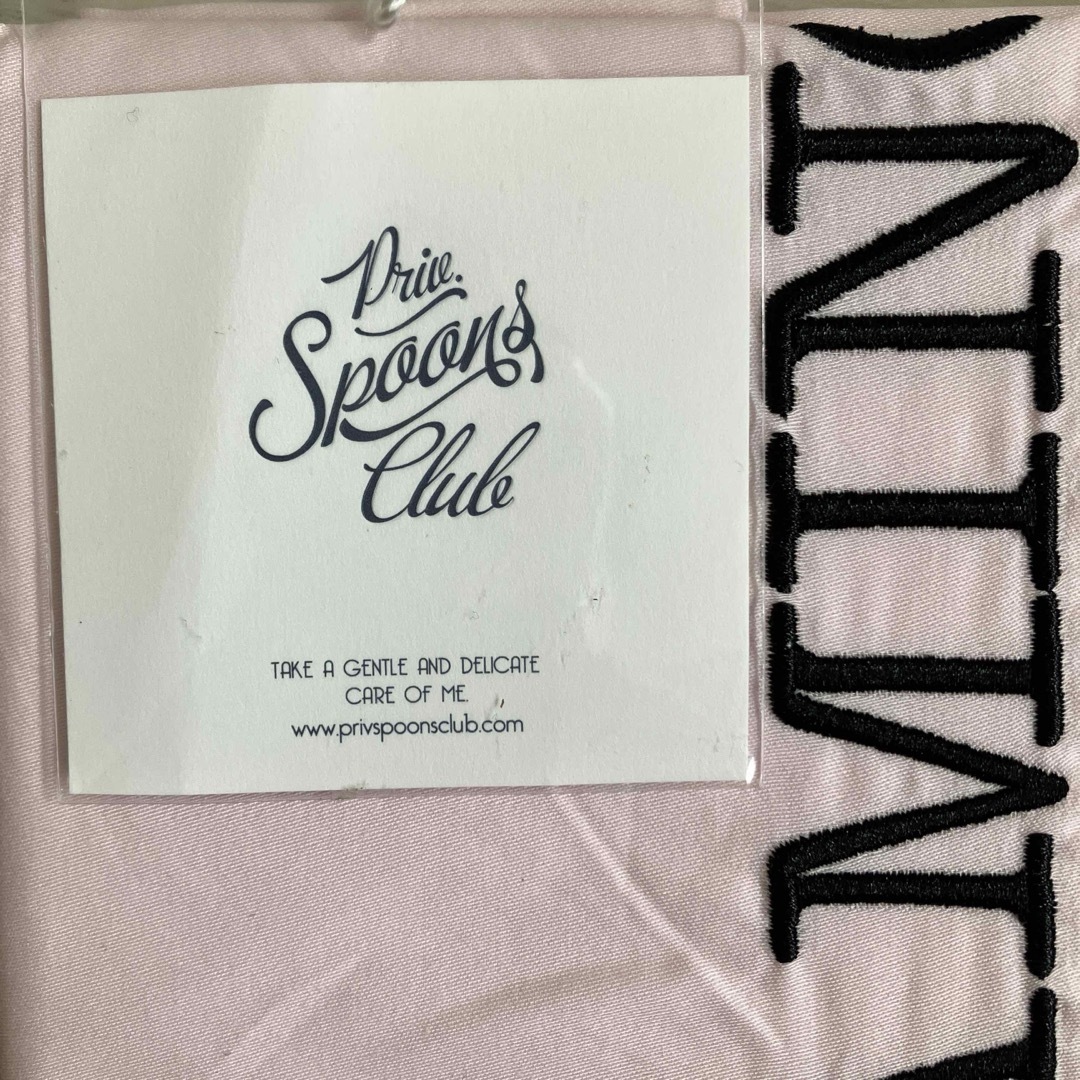 Priv.
Spoons
Club
TAKE A GENTLE AND DELICATE
CARE OF ME.
www.privspoonsclub.com